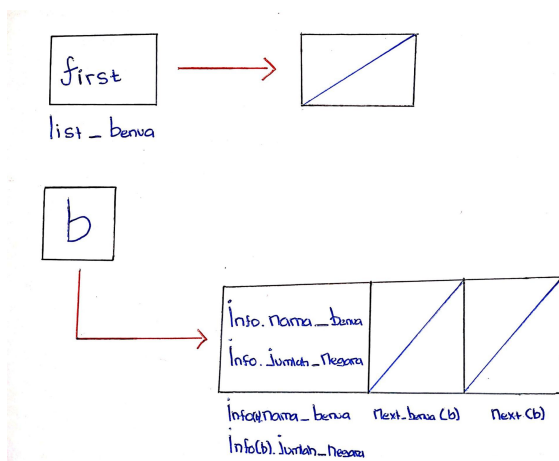 first
list_benua
b
Info.nama_benua
Info.jumlah_negara
info(b).nama_benua next_benua(b) next(b)
info(b).jumlah_negara